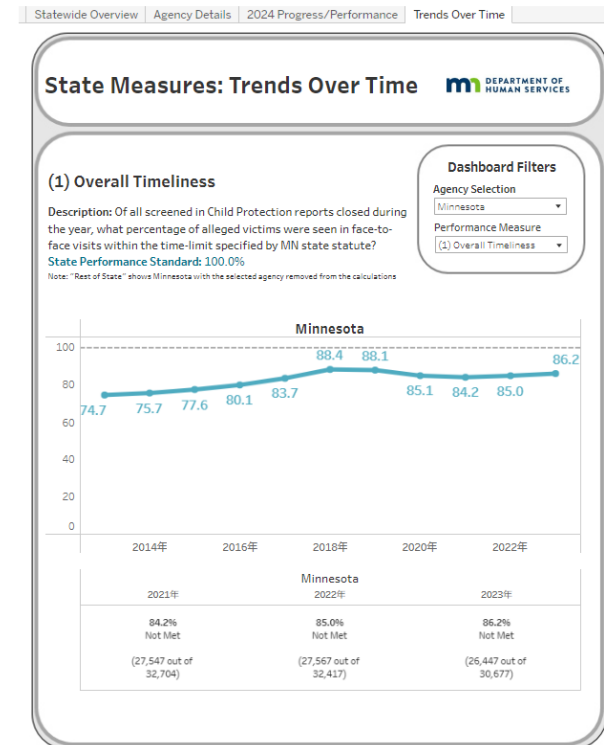 Statewide Overview Agency Details 2024 Progress/Performance Trends Over Time
State Measures: Trends Over Time
DEPARTMENT OF
HUMAN SERVICES
(1) Overall Timeliness
Description: Of all screened in Child Protection reports closed during
the year, what percentage of alleged victims were seen in face-to-
face visits within the time-limit specified by MN state statute?
State Performance Standard: 100.0%
Note: "Rest of State" shows Minnesota with the selected agency removed from the calculations
Dashboard Filters
Agency Selection
Minnesota
Performance Measure
(1) Overall Timeliness
Minnesota
100
80
60
40
20
0
74.7 75.7 77.6 80.1 83.7 88.4 88.1 85.1 84.2 85.0 86.2
2014年 2016年 2018年 2020年 2022年
Minnesota
2021年 2022年 2023年
84.2% 85.0% 86.2%
Not Met Not Met Not Met
(27,547 out of (27,567 out of (26,447 out of
32,704) 32,417) 30,677)